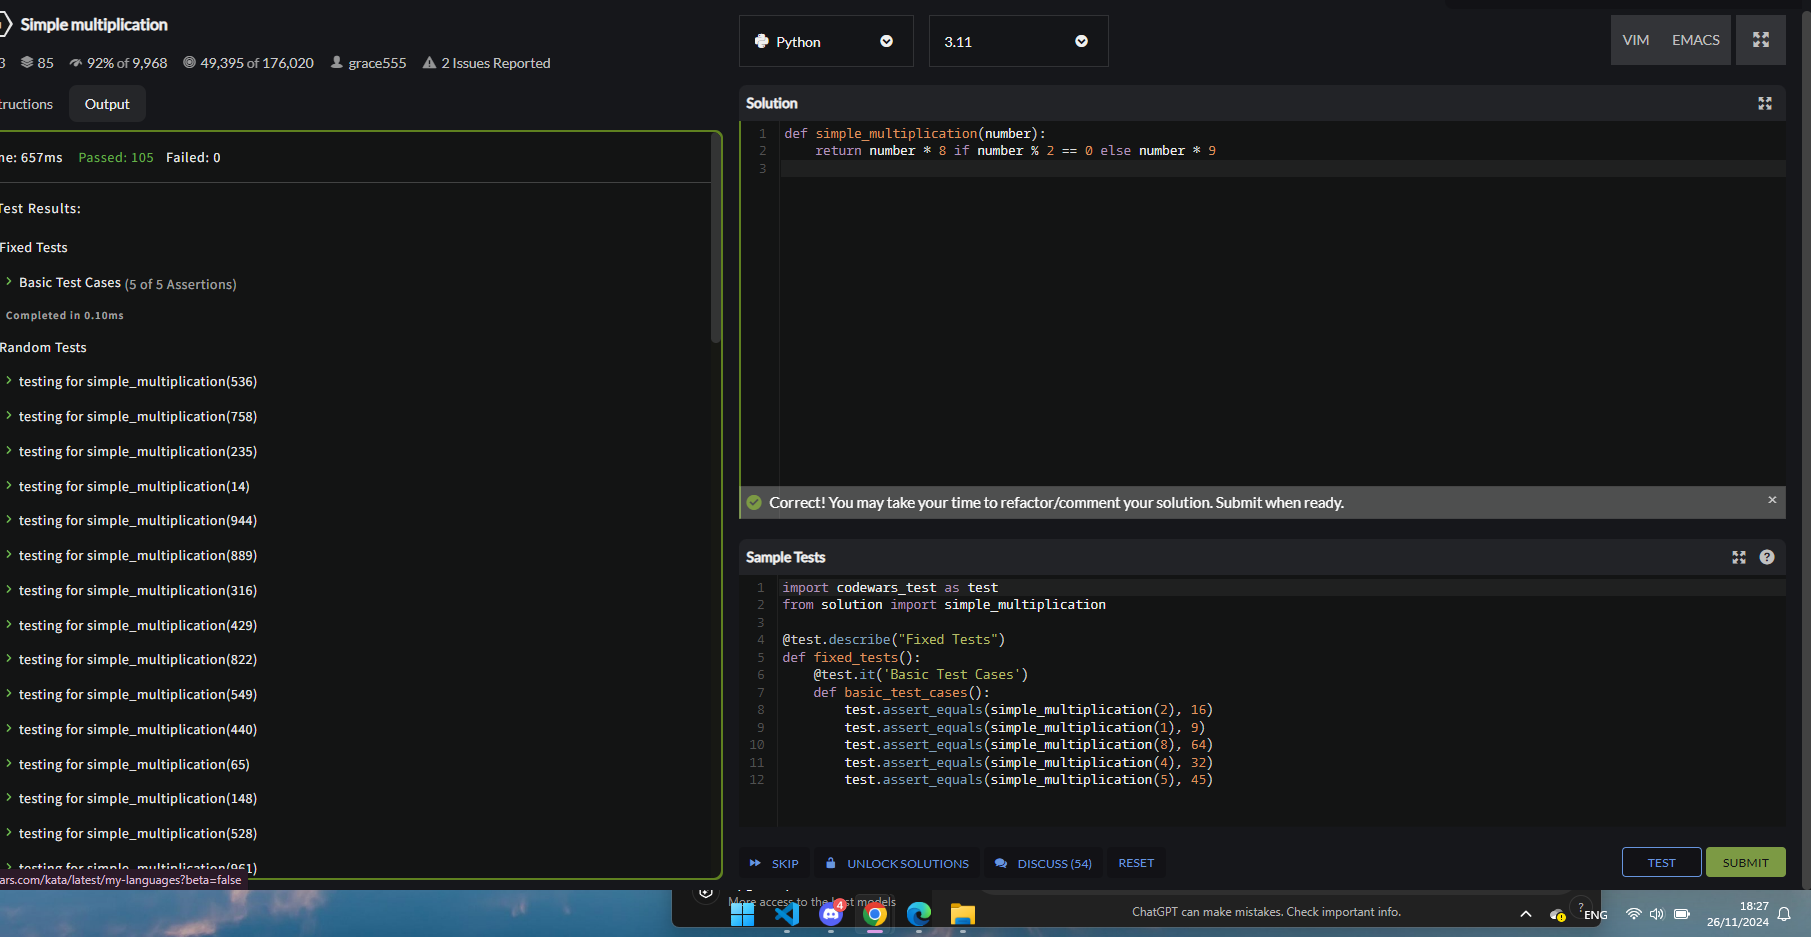 Simple multiplication
3 85 92% of 9,968 49,395 of 176,020 grace555 2 Issues Reported
tructions Output
ne: 657ms Passed: 105 Failed: 0
Test Results:
Fixed Tests
Basic Test Cases (5 of 5 Assertions)
Completed in 0.10ms
Random Tests
testing for simple_multiplication(536)
testing for simple_multiplication(758)
testing for simple_multiplication(235)
testing for simple_multiplication(14)
testing for simple_multiplication(944)
testing for simple_multiplication(889)
testing for simple_multiplication(316)
testing for simple_multiplication(429)
testing for simple_multiplication(822)
testing for simple_multiplication(549)
testing for simple_multiplication(440)
testing for simple_multiplication(65)
testing for simple_multiplication(148)
testing for simple_multiplication(528)
testing for simple_multiplication(961)
ars.com/kata/latest/my-languages?beta=false
Python 3.11 VIM EMACS
Solution
1 def simple_multiplication(number):
2 return number * 8 if number % 2 == 0 else number * 9
3
Correct! You may take your time to refactor/comment your solution. Submit when ready. ×
Sample Tests ?
1 import codewars_test as test
2 from solution import simple_multiplication
3
4 @test.describe("Fixed Tests")
5 def fixed_tests():
6 @test.it('Basic Test Cases')
7 def basic_test_cases():
8 test.assert_equals(simple_multiplication(2), 16)
9 test.assert_equals(simple_multiplication(1), 9)
10 test.assert_equals(simple_multiplication(8), 64)
11 test.assert_equals(simple_multiplication(4), 32)
12 test.assert_equals(simple_multiplication(5), 45)
SKIP UNLOCK SOLUTIONS DISCUSS (54) RESET TEST SUBMIT
More access to the best models
4
ChatGPT can make mistakes. Check important info.
? ENG
18:27
26/11/2024